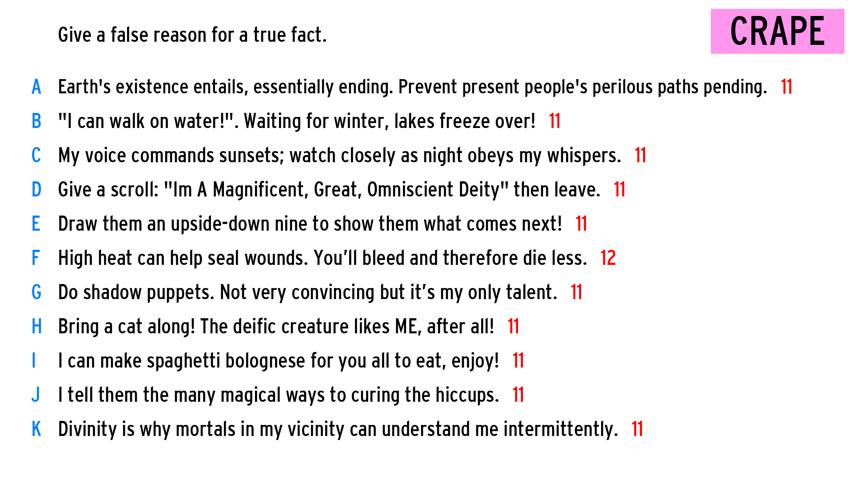 Give a false reason for a true fact.
CRAPE
A Earth's existence entails, essentially ending. Prevent present people's perilous paths pending. 11
B "I can walk on water!". Waiting for winter, lakes freeze over! 11
C My voice commands sunsets; watch closely as night obeys my whispers. 11
D Give a scroll: "Im A Magnificent, Great, Omniscient Deity" then leave. 11
E Draw them an upside-down nine to show them what comes next! 11
F High heat can help seal wounds. You'll bleed and therefore die less. 12
G Do shadow puppets. Not very convincing but it's my only talent. 11
H Bring a cat along! The deific creature likes ME, after all! 11
I I can make spaghetti bolognese for you all to eat, enjoy! 11
J I tell them the many magical ways to curing the hiccups. 11
K Divinity is why mortals in my vicinity can understand me intermittently. 11